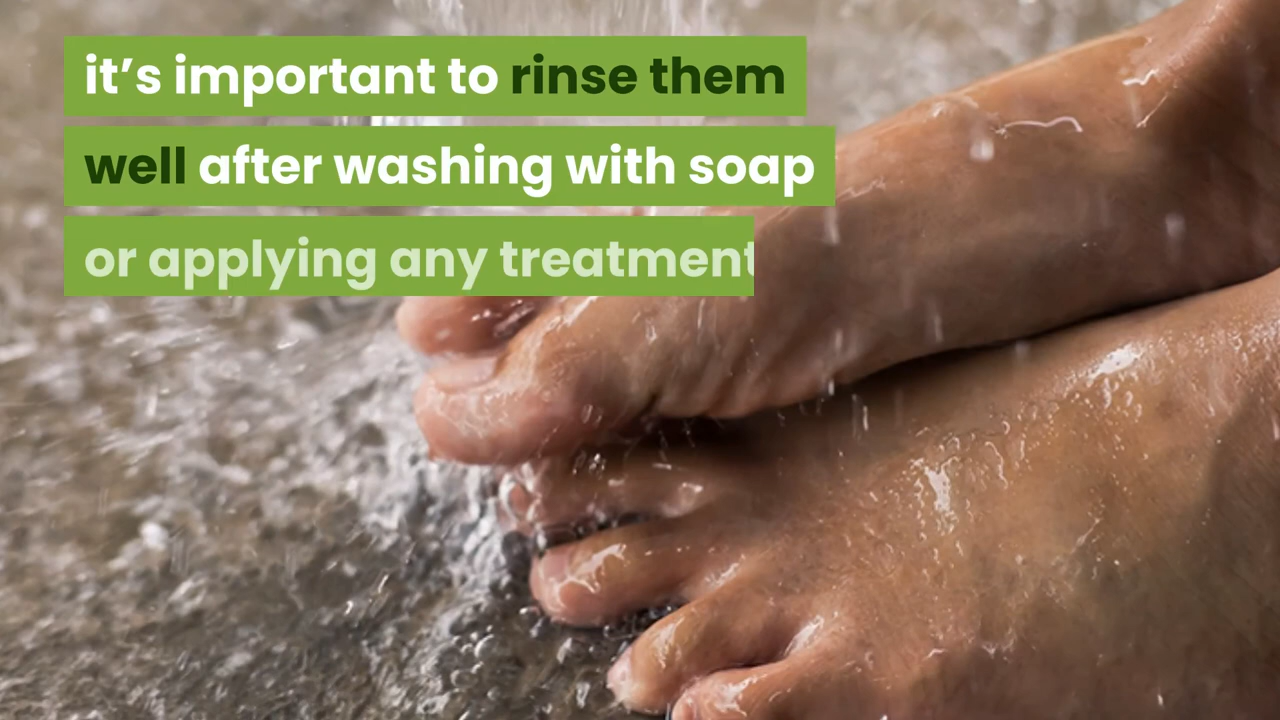 it’s important to rinse them
well after washing with soap
or applying any treatment